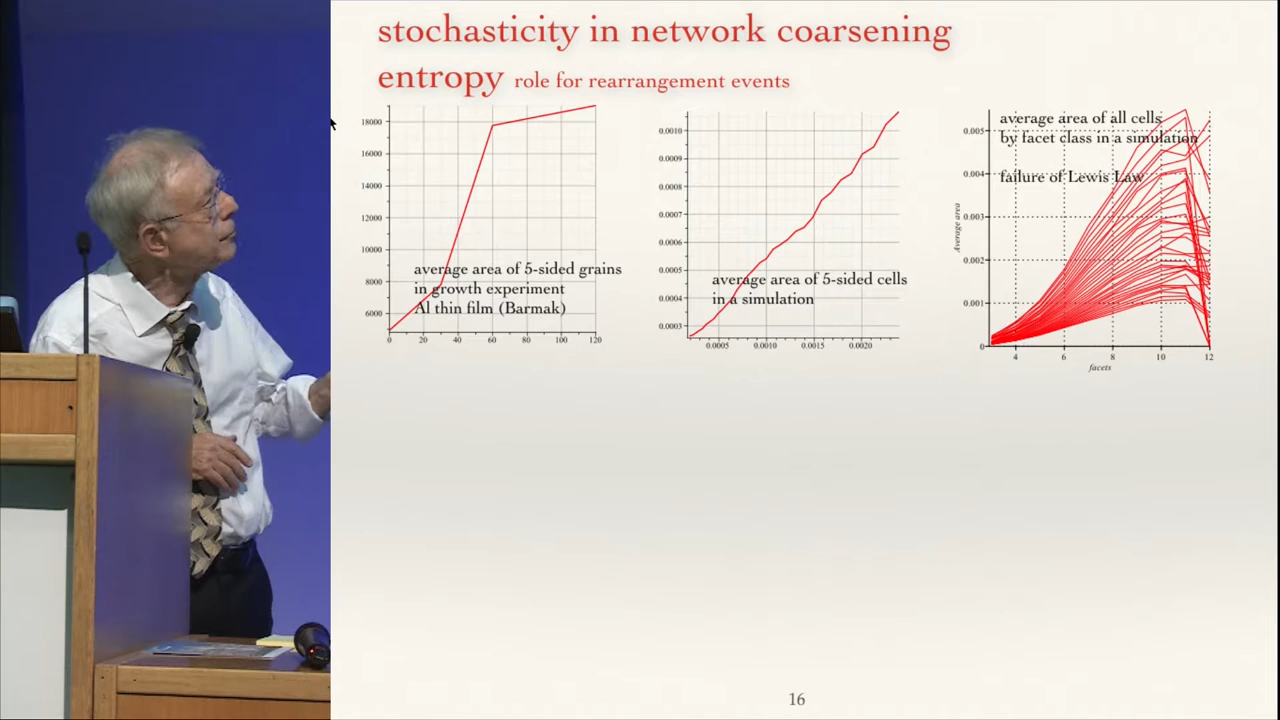 stochasticity in network coarsening
entropy role for rearrangement events
18000
16000
14000
12000
10000
8000
6000
0 20 40 60 80 100 120
average area of 5-sided grains
in growth experiment
Al thin film (Barmak)
0.0010
0.0009
0.0008
0.0007
0.0006
0.0005
0.0004
0.0003
0.0005 0.0010 0.0015 0.0020
average area of 5-sided cells
in a simulation
average area of all cells
by facet class in a simulation
failure of Lewis Law
0.005
0.004
0.003
0.002
0.001
0
Average area
4 6 8 10 12
facets
16